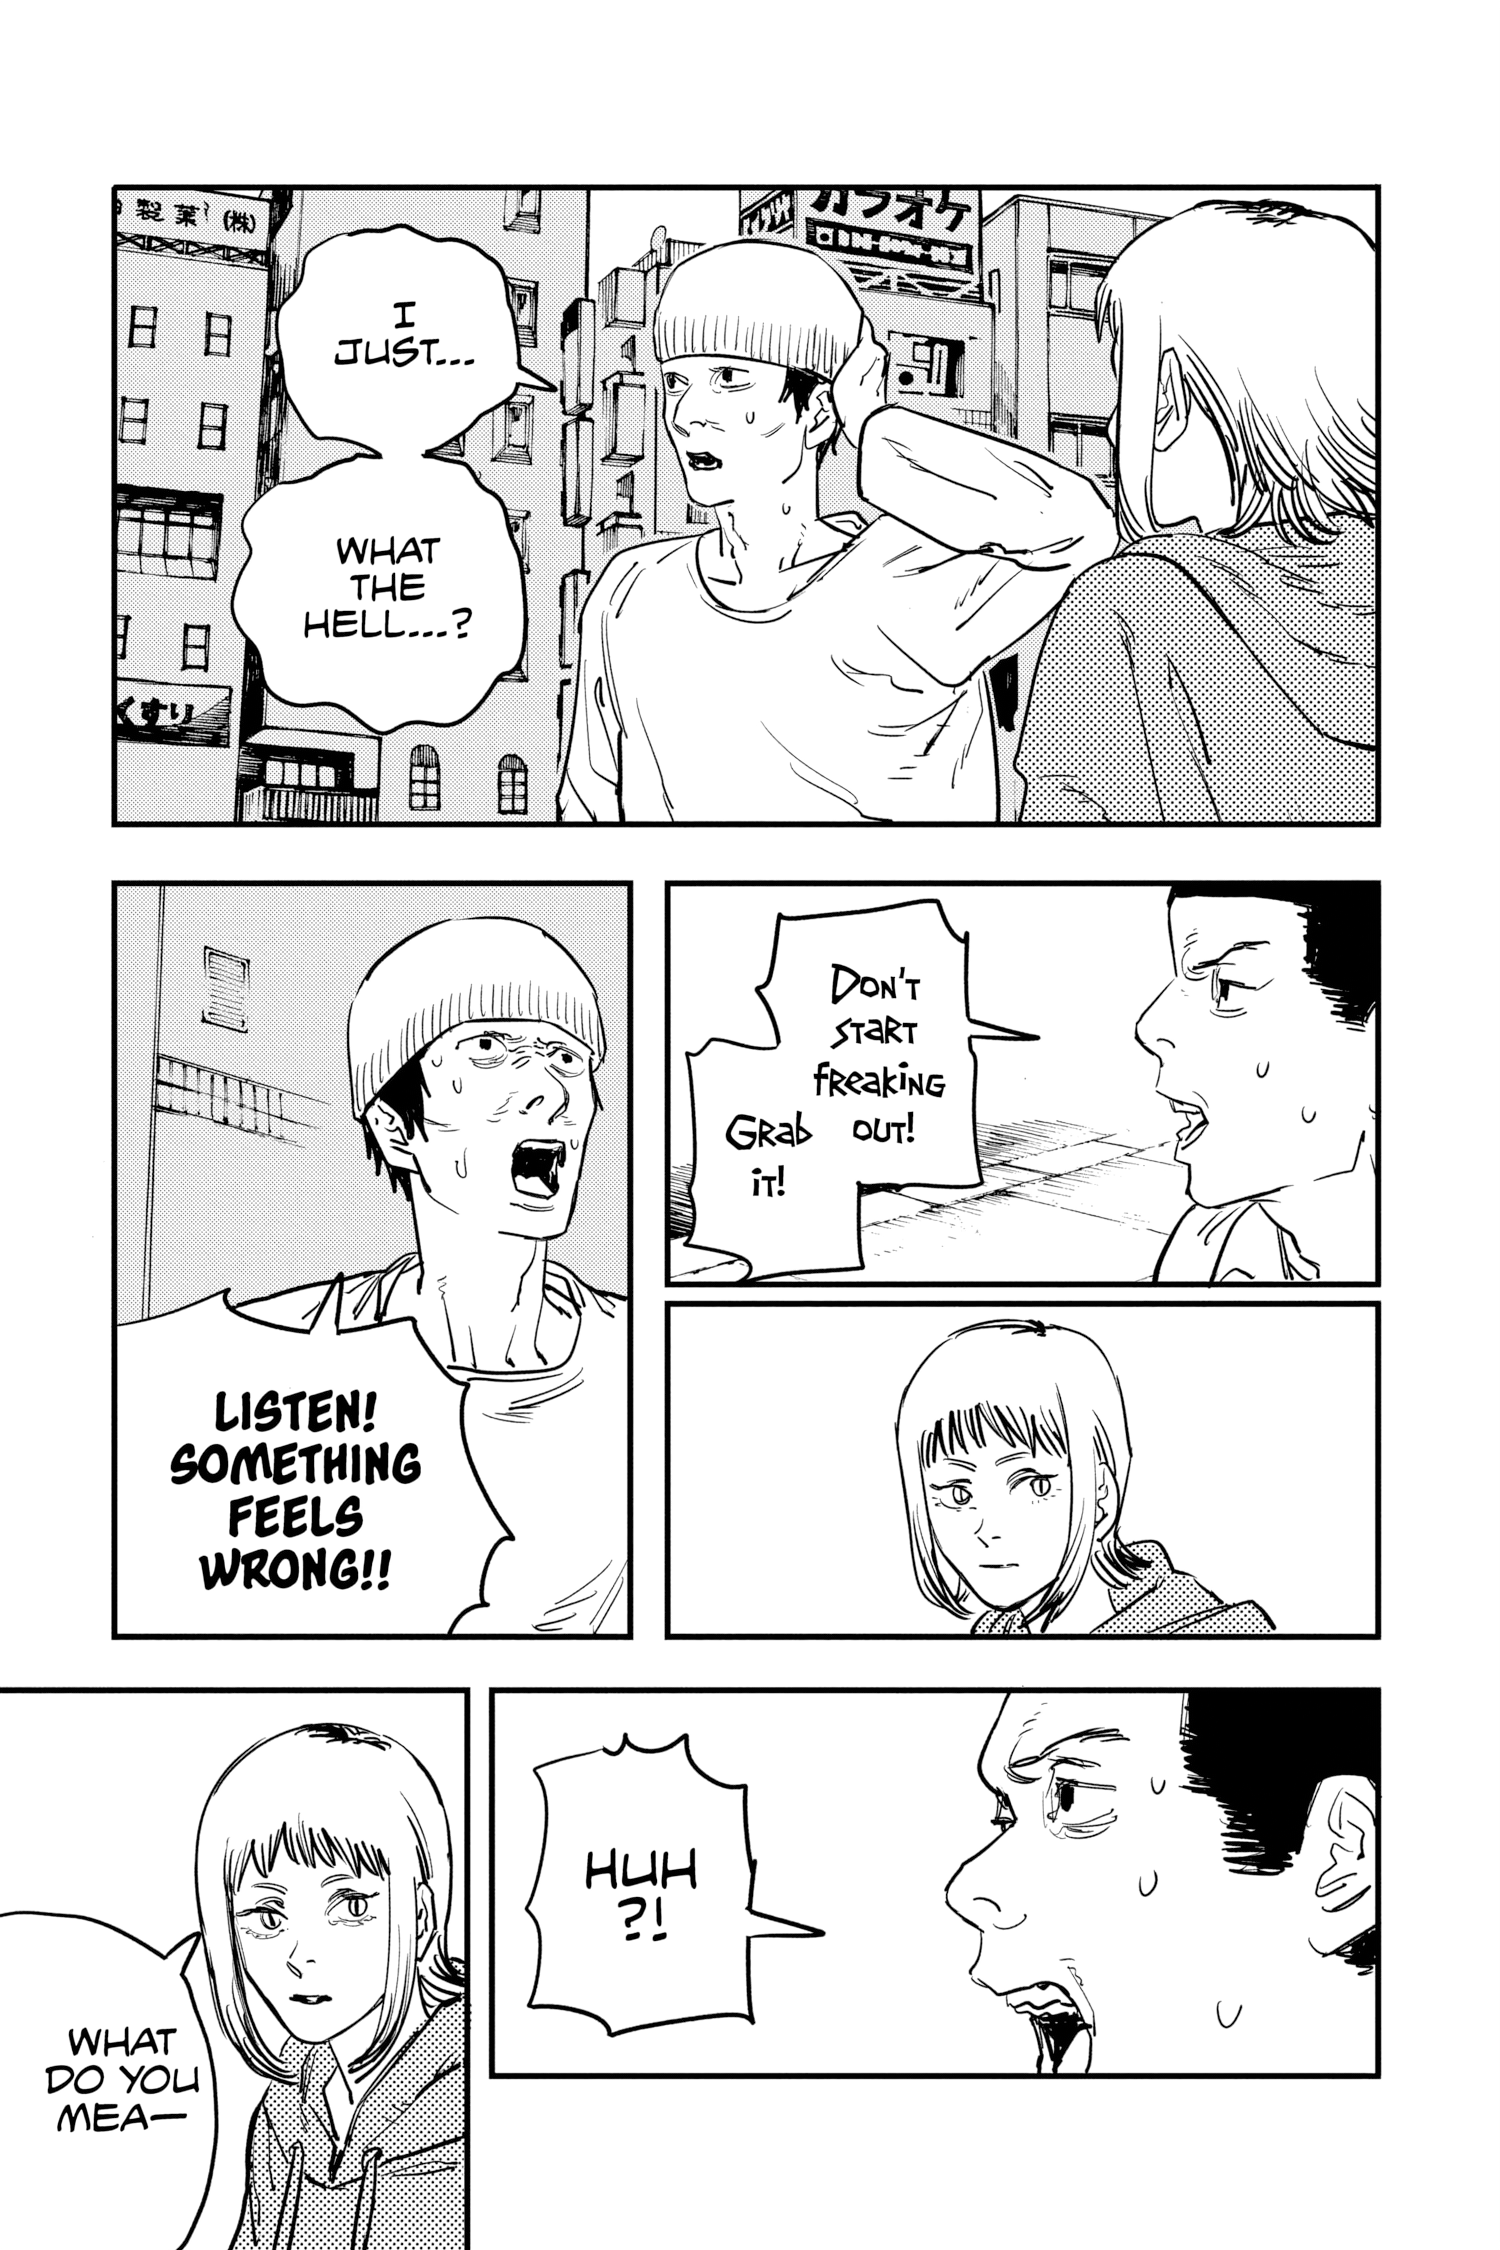 製薬(株)
カラオケ
くすり
I
JUST...
WHAT
THE
HELL...?
DON'T
START
FREAKING
OUT!
GRAB
IT!
LISTEN!
SOMETHING
FEELS
WRONG!!
HUH
?!
WHAT
DO YOU
MEA—